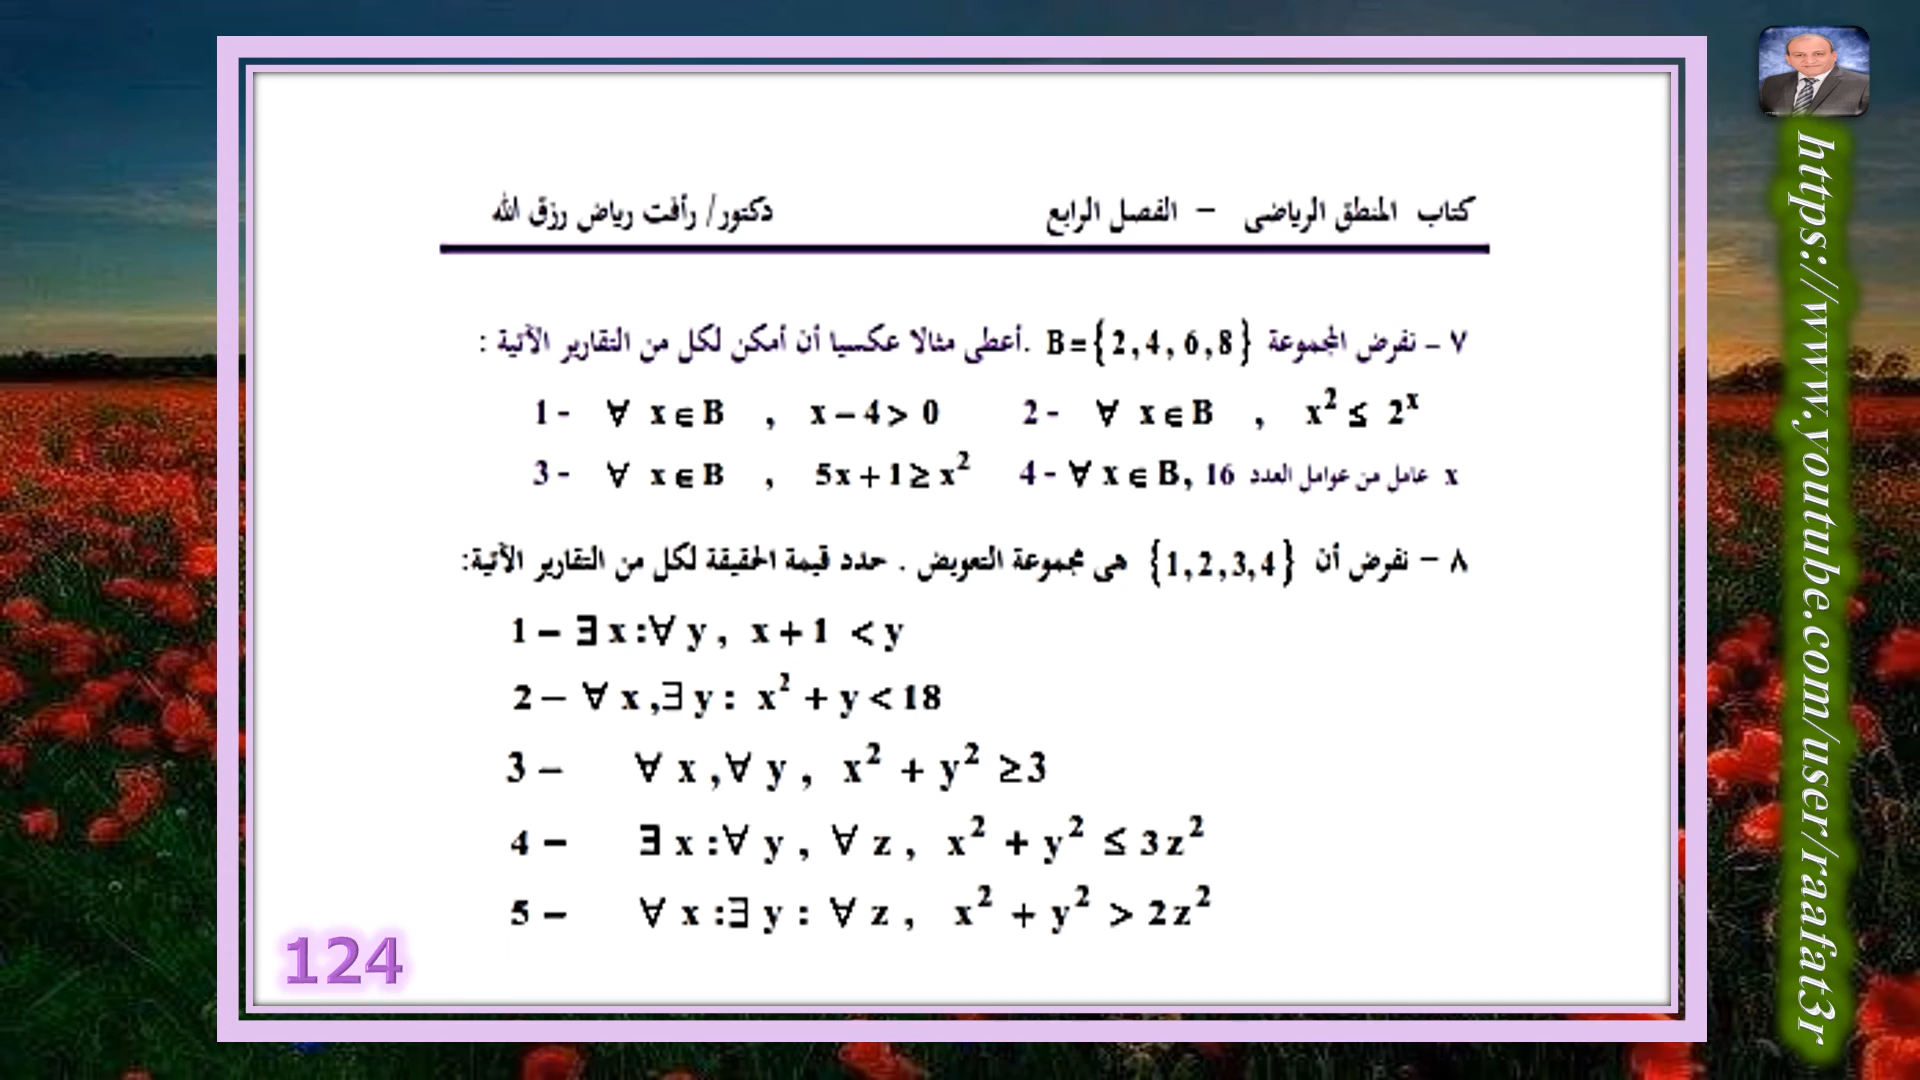 كتاب المنطق الرياضى – الفصل الرابع دكتور/ رأفت رياض رزق الله
٧ – نفرض المجموعة B={2,4,6,8} .أعطى مثالا عكسيا أن أمكن لكل من التقارير الآتية :
1- ∀ x∈B , x−4>0 2- ∀ x∈B , x² ≤ 2ˣ
3- ∀ x∈B , 5x+1≥x² 4-∀ x∈B, 16 عامل من عوامل العدد x
٨ – نفرض أن {1,2,3,4} هى مجموعة التعويض . حدد قيمة الحقيقة لكل من التقارير الآتية:
1– ∃ x:∀ y, x+1 <y
2– ∀ x,∃ y: x²+y<18
3– ∀ x,∀ y, x²+y² ≥3
4– ∃ x:∀ y, ∀ z, x²+y² ≤ 3z²
5– ∀ x:∃ y: ∀ z, x²+y² > 2z²
124
https://www.youtube.com/user/raafat3r